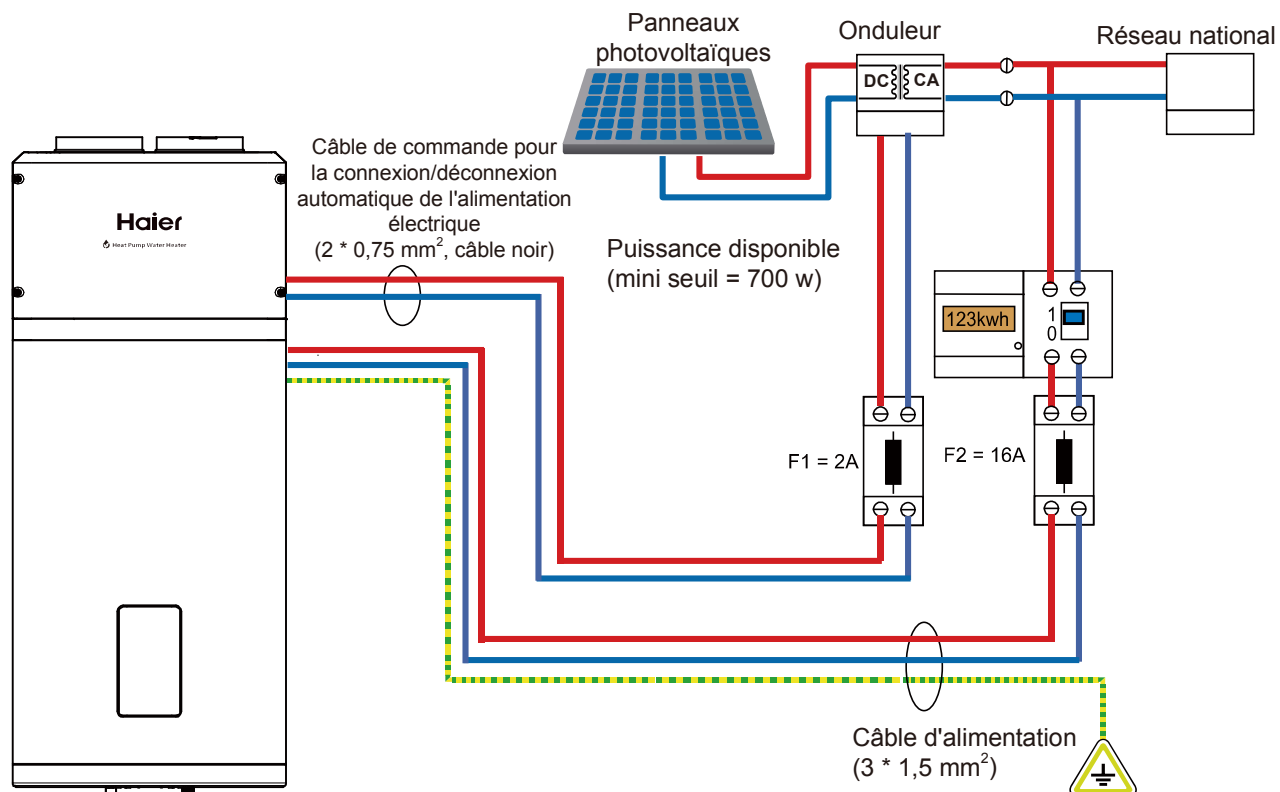 Panneaux
photovoltaïques
Onduleur
Réseau national
DC CA
Câble de commande pour
la connexion/déconnexion
automatique de l'alimentation
électrique
(2 * 0,75 mm², câble noir)
Haier
Heat Pump Water Heater
Puissance disponible
(mini seuil = 700 w)
123kwh
1
0
F1 = 2A
F2 = 16A
Câble d'alimentation
(3 * 1,5 mm²)